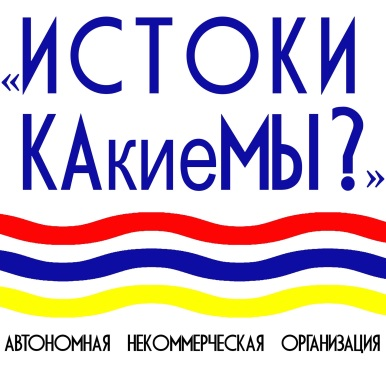 «ИСТОКИ
КАкиеМЫ?»
АВТОНОМНАЯ НЕКОММЕРЧЕСКАЯ ОРГАНИЗАЦИЯ